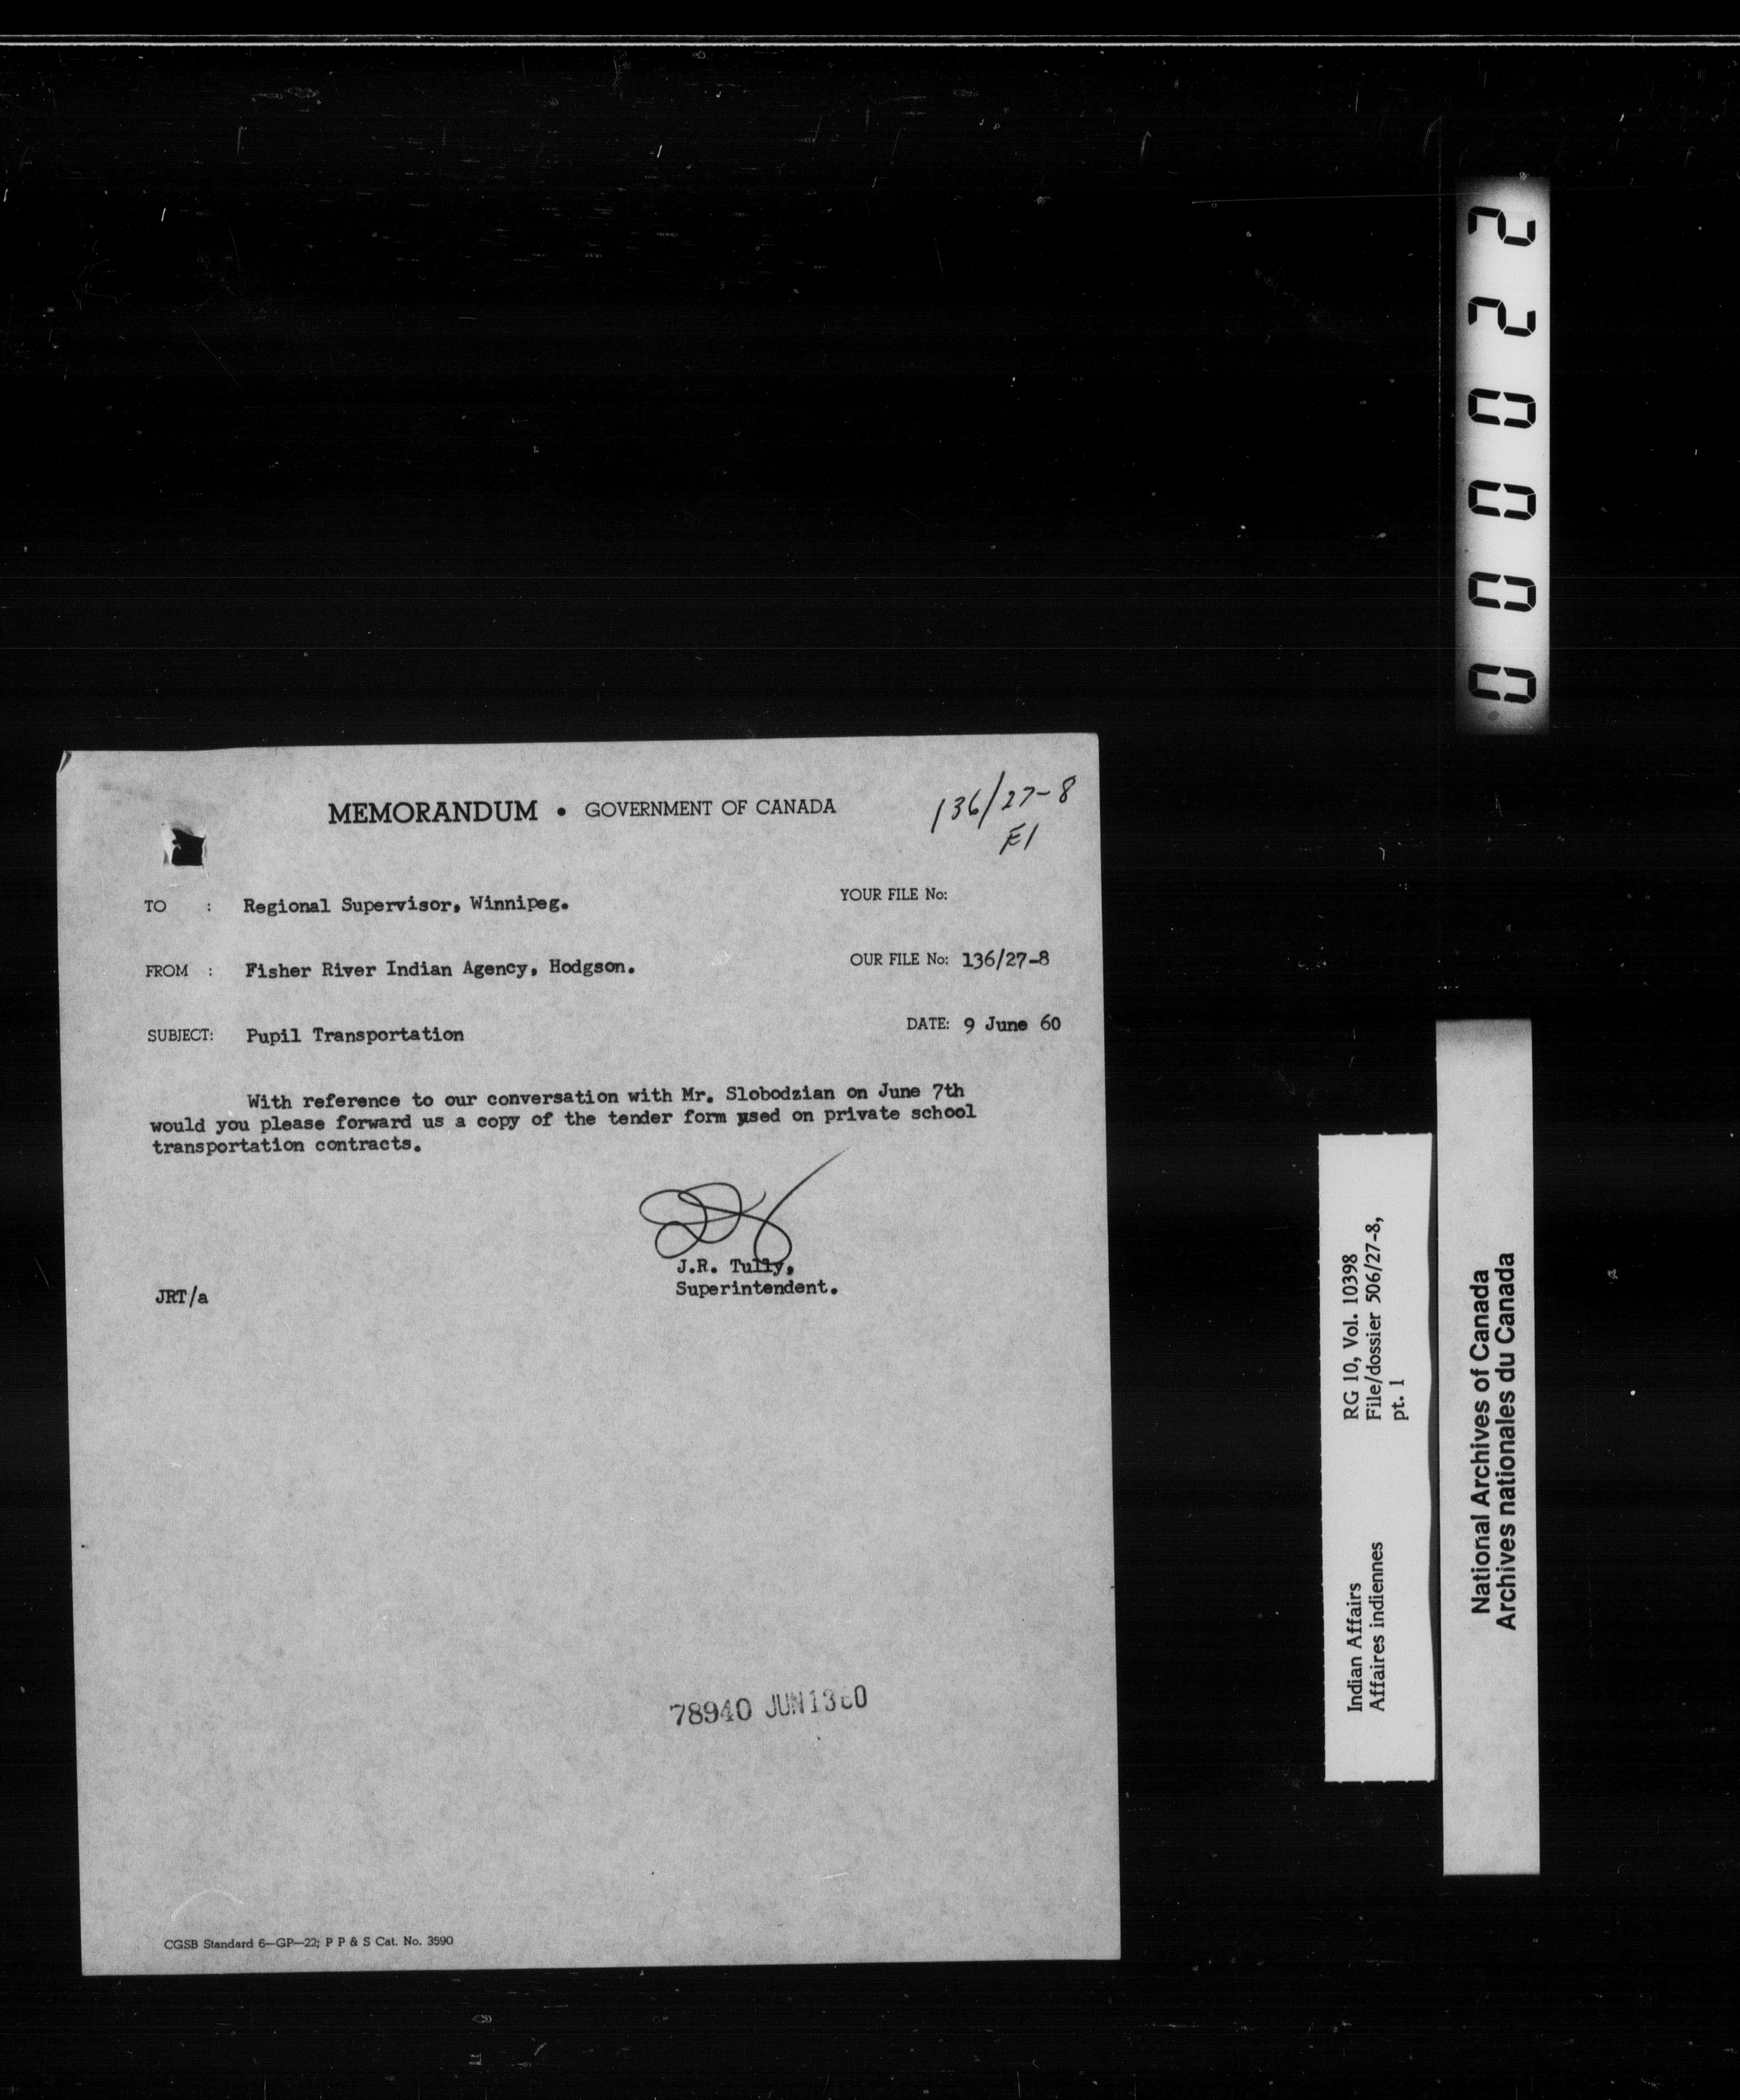 MEMORANDUM • GOVERNMENT OF CANADA
136/27-8
E1
TO : Regional Supervisor, Winnipeg.
YOUR FILE No:
FROM : Fisher River Indian Agency, Hodgson.
OUR FILE No: 136/27-8
SUBJECT: Pupil Transportation
DATE: 9 June 60
With reference to our conversation with Mr. Slobodzian on June 7th
would you please forward us a copy of the tender form used on private school
transportation contracts.
J.R. Tully,
Superintendent.
JRT/a
78940 JUN 13 60
CGSB Standard 6—GP—22; P P & S Cat. No. 3590
000022
Indian Affairs
Affaires indiennes
RG 10, Vol. 10398
File/dossier 506/27-8,
pt. 1
National Archives of Canada
Archives nationales du Canada